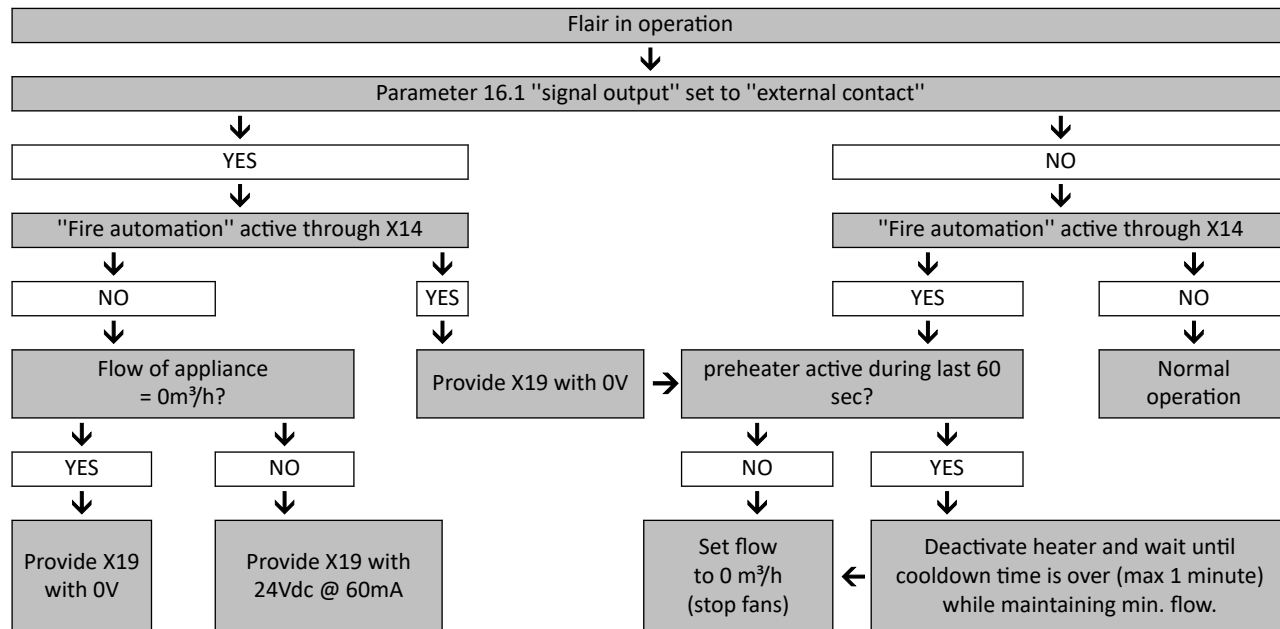 Flair in operation
Parameter 16.1 "signal output" set to "external contact"
YES
NO
"Fire automation" active through X14
"Fire automation" active through X14
NO
YES
YES
NO
Flow of appliance
= 0m³/h?
Provide X19 with 0V
preheater active during last 60
sec?
Normal
operation
YES
NO
NO
YES
Provide X19
with 0V
Provide X19 with
24Vdc @ 60mA
Set flow
to 0 m³/h
(stop fans)
Deactivate heater and wait until
cooldown time is over (max 1 minute)
while maintaining min. flow.